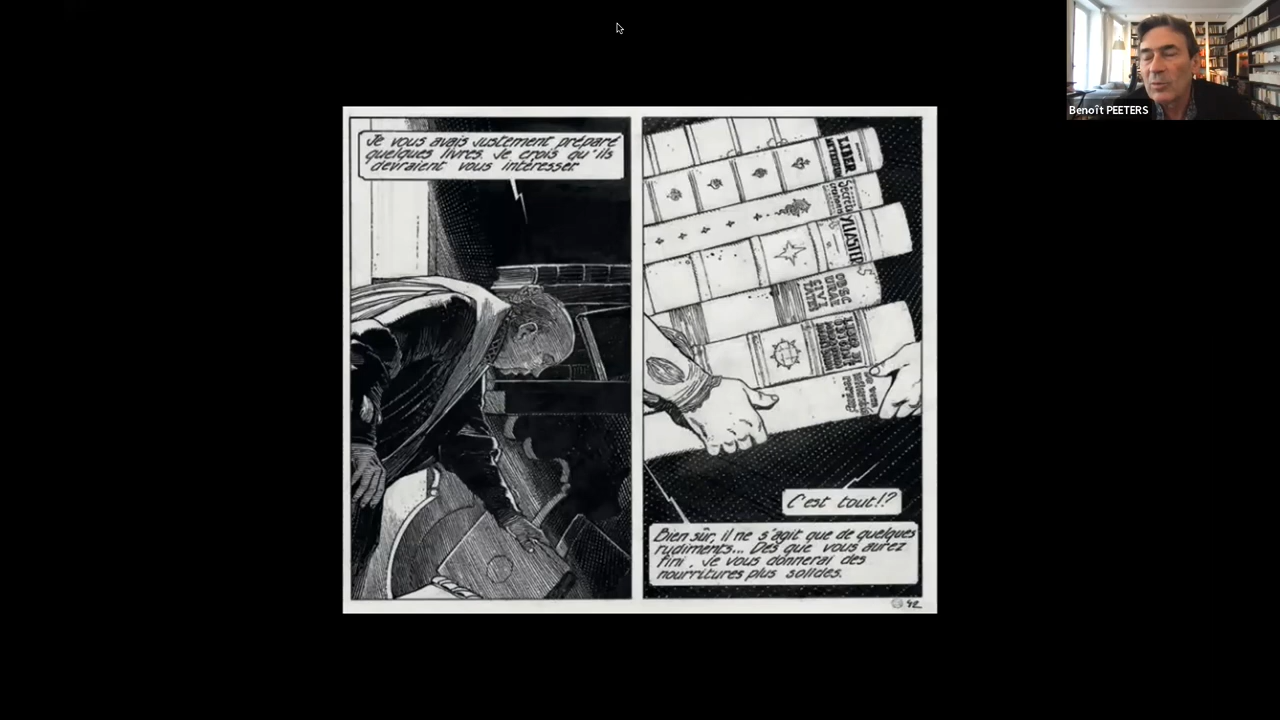 Benoît PEETERS
Je vous avais justement préparé
quelques livres. Je crois qu'ils
devraient vous intéresser.
LIBER
C'est tout!?
Bien sûr, il ne s'agit que de quelques
rudiments... Dès que vous aurez
fini, je vous donnerai des
nourritures plus solides.
42